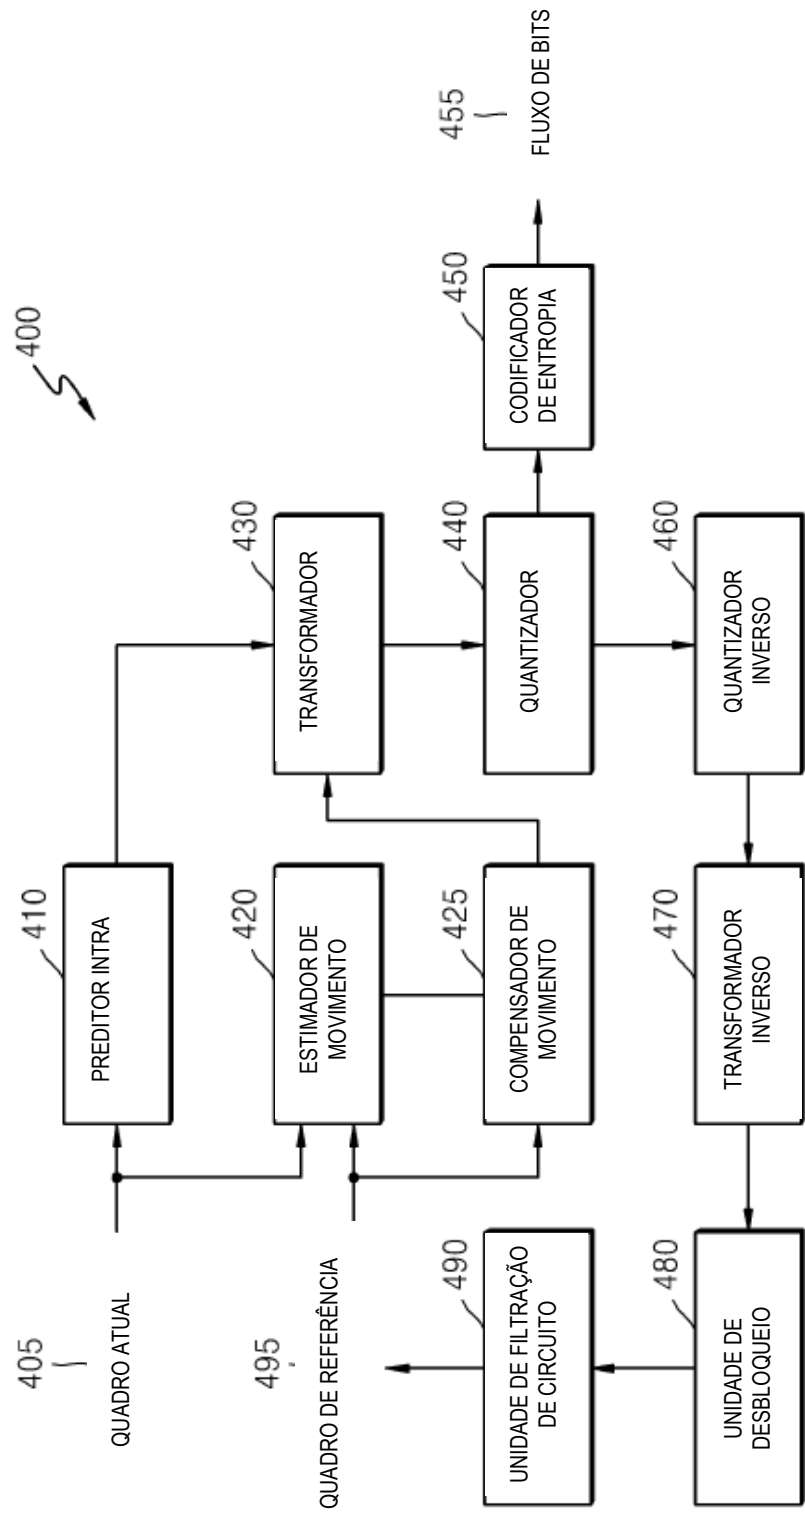 400
405
QUADRO ATUAL
410
PREDITOR INTRA
495
QUADRO DE REFERÊNCIA
420
ESTIMADOR DE
MOVIMENTO
430
TRANSFORMADOR
490
UNIDADE DE FILTRAÇÃO
DE CIRCUITO
425
COMPENSADOR DE
MOVIMENTO
440
QUANTIZADOR
450
CODIFICADOR
DE ENTROPIA
455
FLUXO DE BITS
480
UNIDADE DE
DESBLOQUEIO
470
TRANSFORMADOR
INVERSO
460
QUANTIZADOR
INVERSO